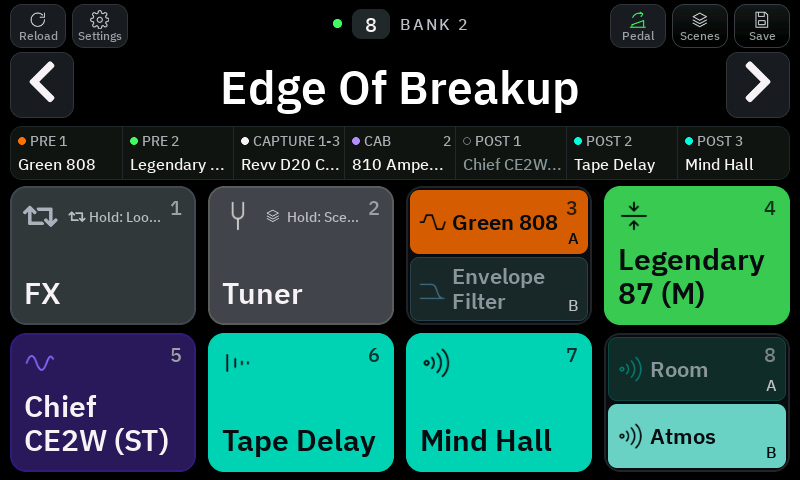 Reload
Settings
8 BANK 2
Pedal
Scenes
Save
Edge Of Breakup
PRE 1
Green 808
PRE 2
Legendary ...
CAPTURE 1-3
Revv D20 C...
CAB 2
810 Ampe...
POST 1
Chief CE2W...
POST 2
Tape Delay
POST 3
Mind Hall
Hold: Loo... 1
FX
Hold: Sce... 2
Tuner
Green 808 3
A
Envelope
Filter
B
4
Legendary
87 (M)
5
Chief
CE2W (ST)
6
Tape Delay
7
Mind Hall
Room 8
A
Atmos
B